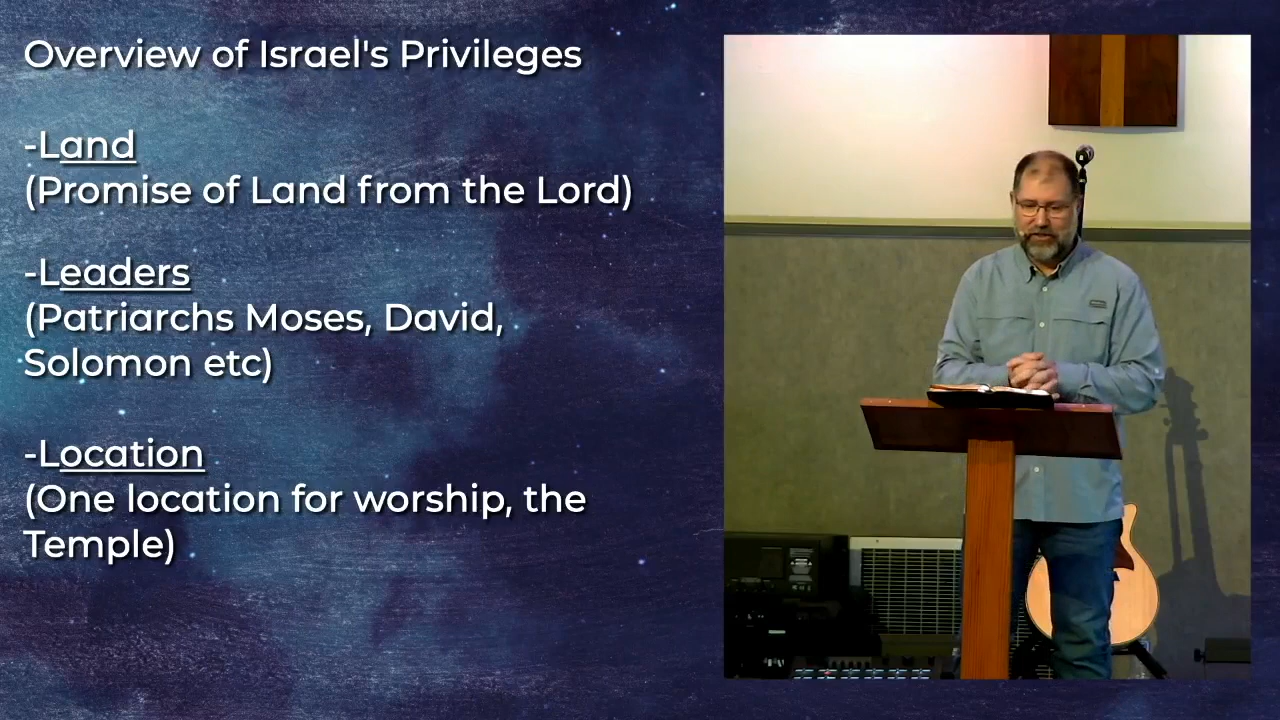 Overview of Israel's Privileges
-Land
(Promise of Land from the Lord)
-Leaders
(Patriarchs Moses, David,
Solomon etc)
-Location
(One location for worship, the
Temple)